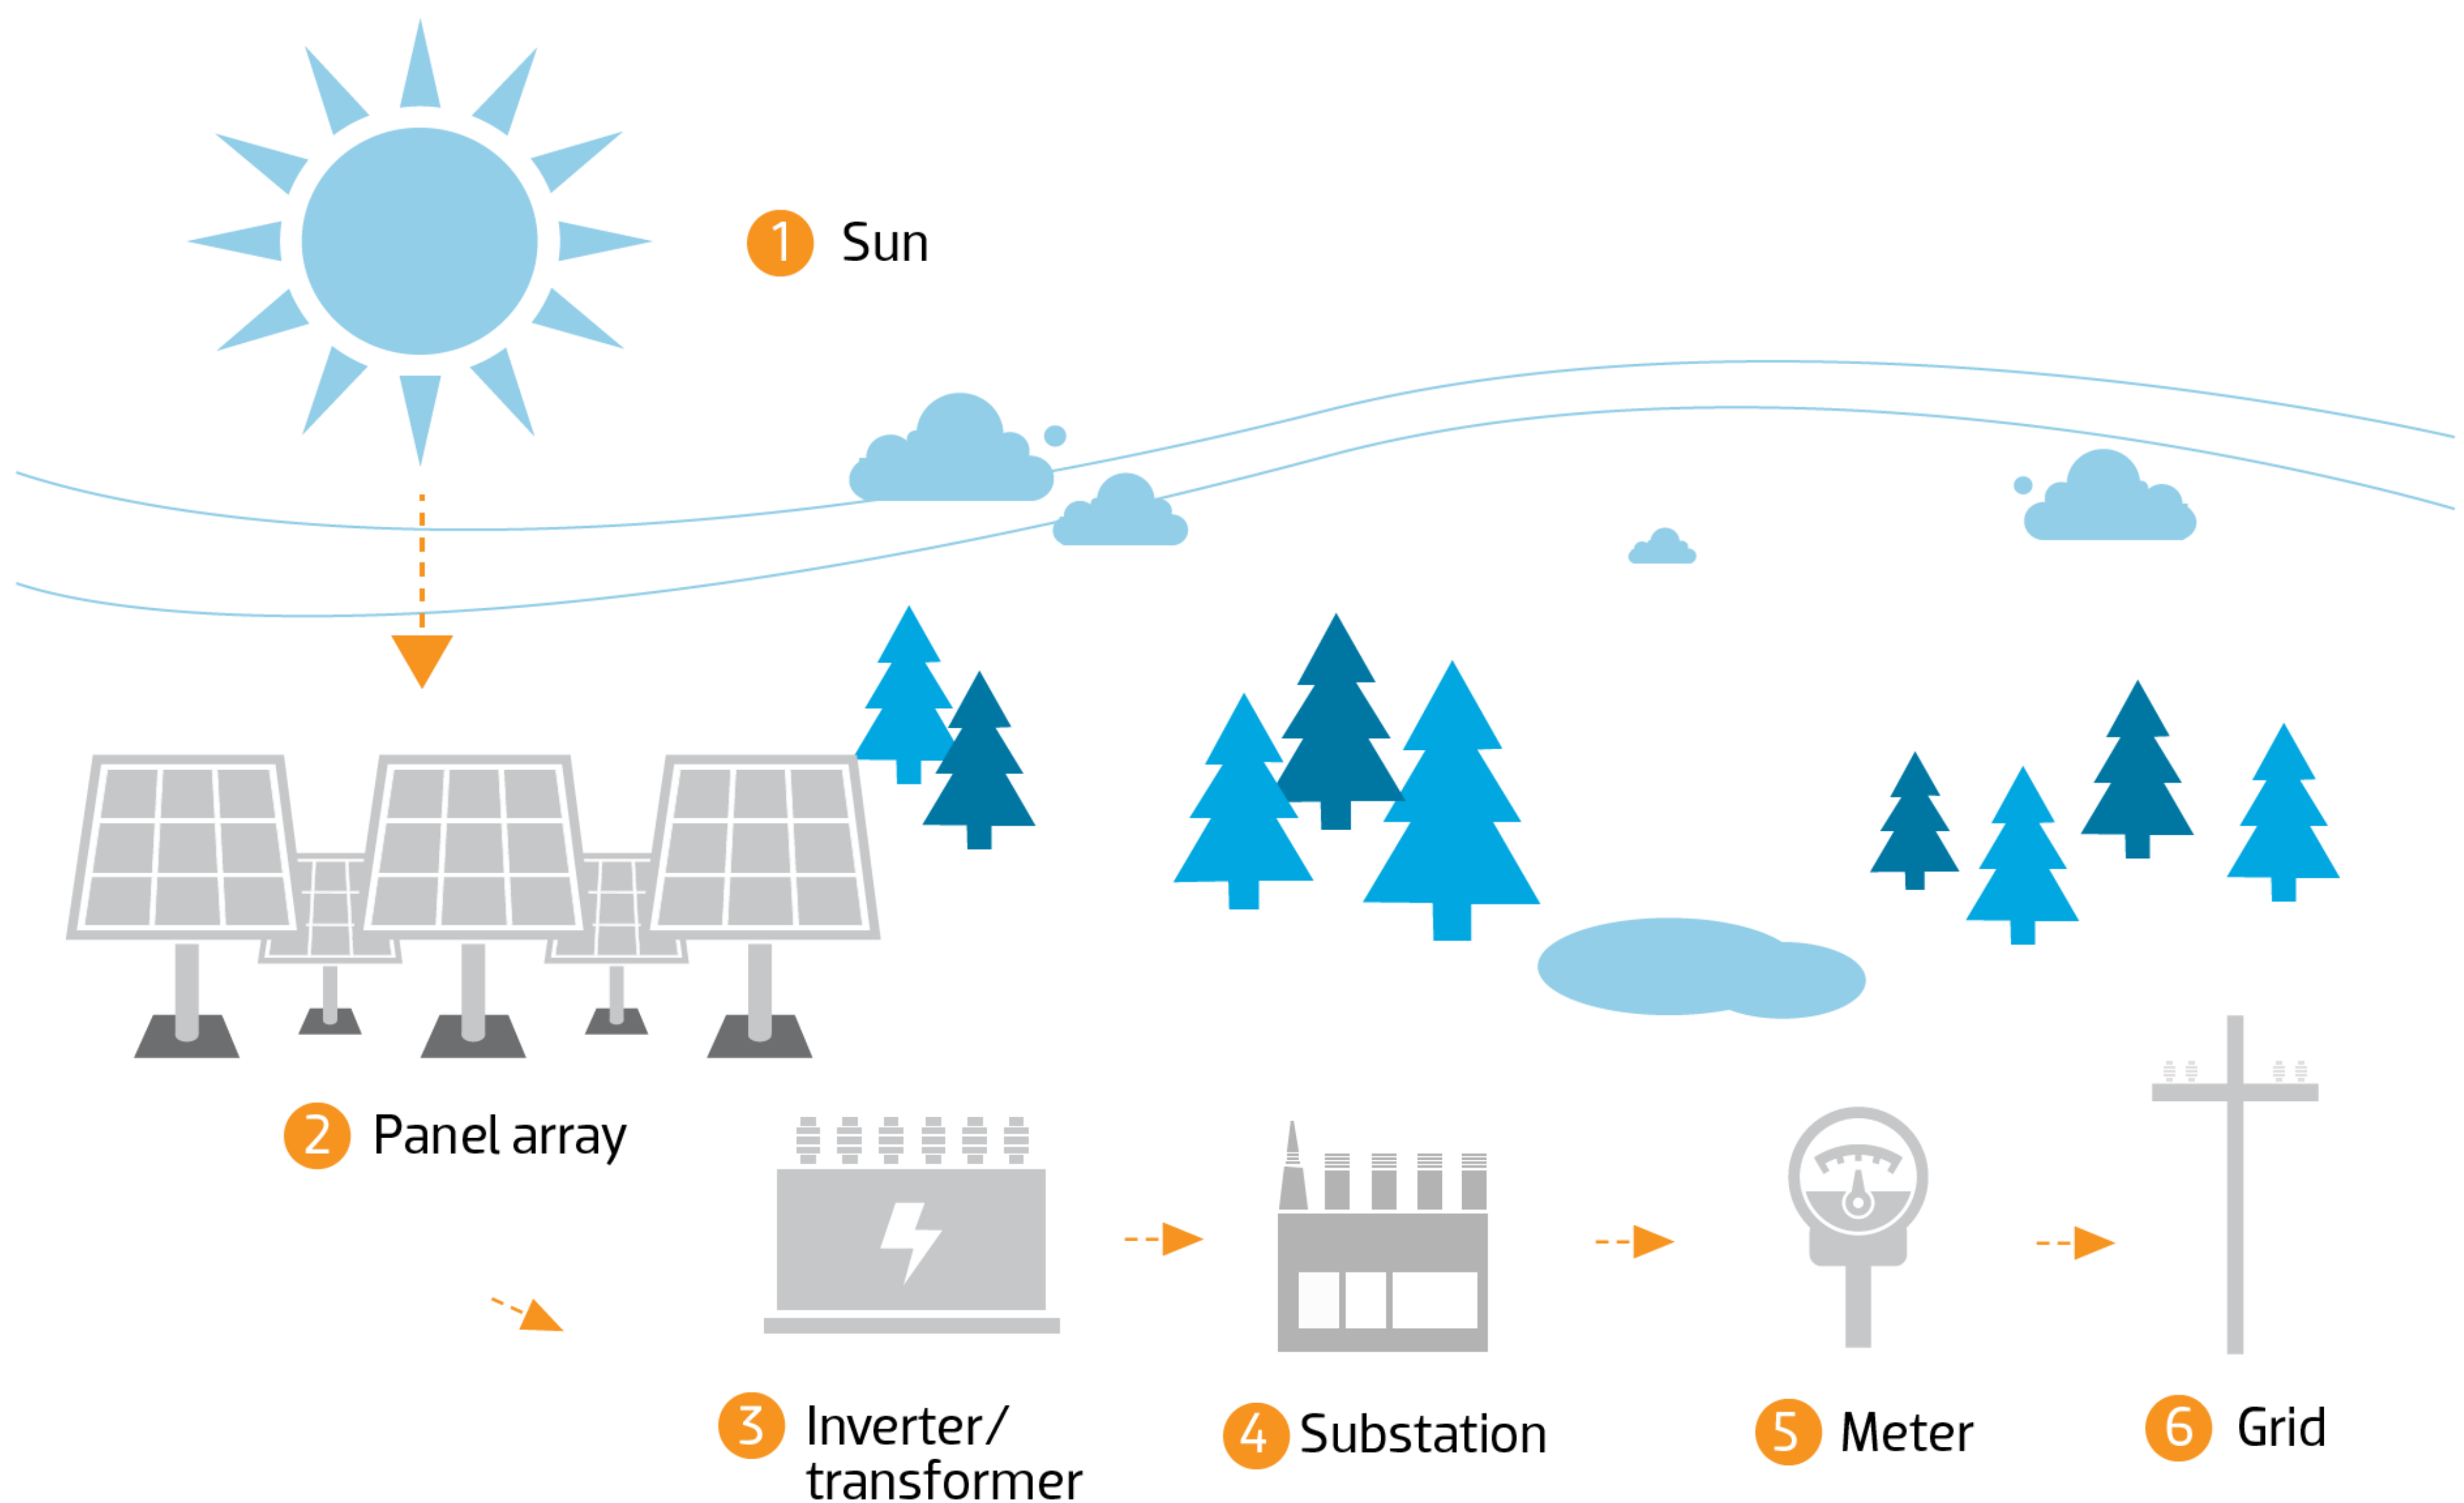 1 Sun
2 Panel array
3 Inverter/
transformer
4 Substation
5 Meter
6 Grid